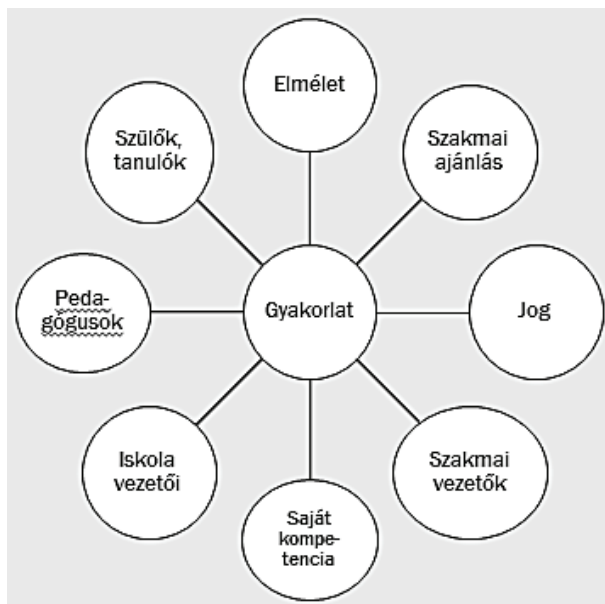 Elmélet
Szülők,
tanulók
Szakmai
ajánlás
Peda-
gógusok
Gyakorlat
Jog
Iskola
vezetői
Szakmai
vezetők
Saját
kompe-
tencia